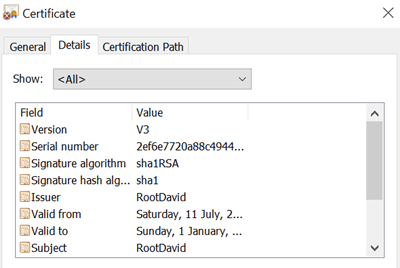 Certificate
General Details Certification Path
Show: <All>
Field Value
Version V3
Serial number 2ef6e7720a88c4944...
Signature algorithm sha1RSA
Signature hash alg... sha1
Issuer RootDavid
Valid from Saturday, 11 July, 2...
Valid to Sunday, 1 January, ...
Subject RootDavid